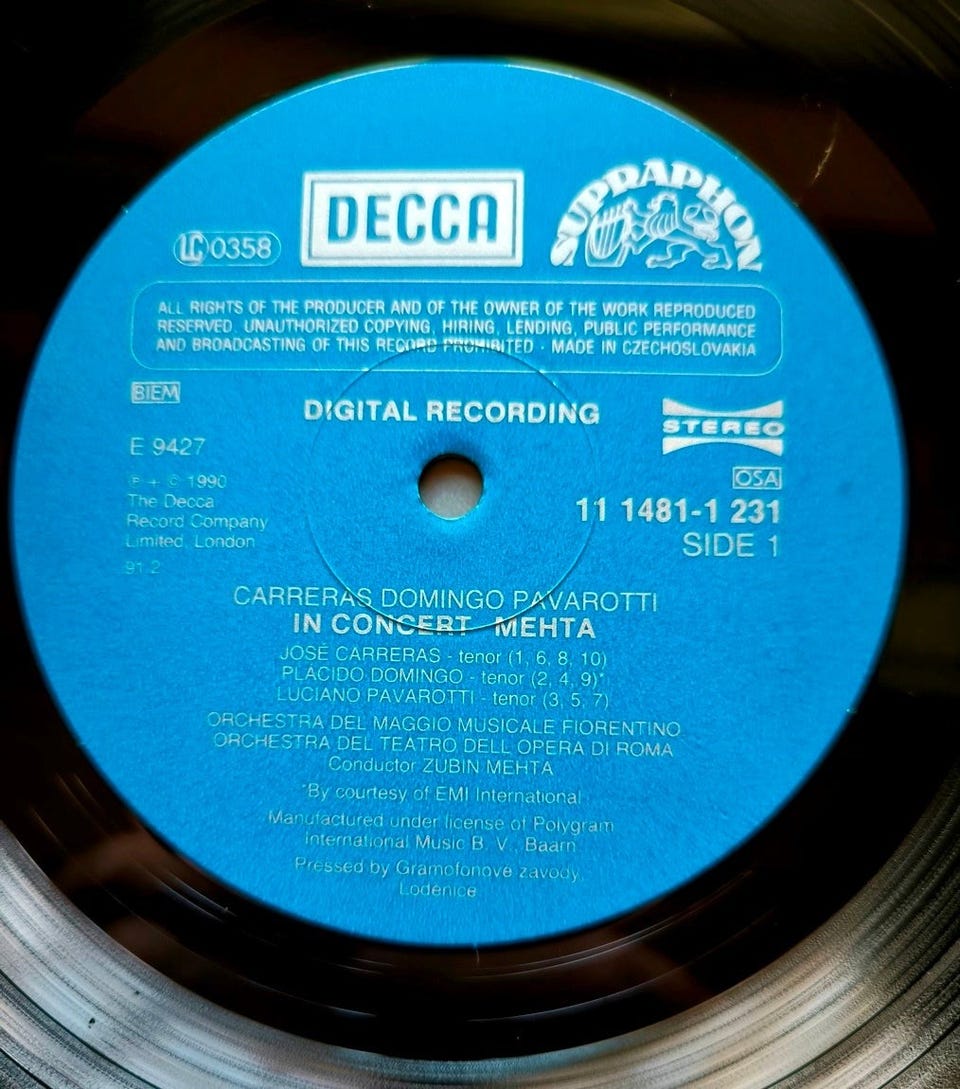 DECCA
SUPRAPHON
LC 0358
ALL RIGHTS OF THE PRODUCER AND OF THE OWNER OF THE WORK REPRODUCED
RESERVED. UNAUTHORIZED COPYING, HIRING, LENDING, PUBLIC PERFORMANCE
AND BROADCASTING OF THIS RECORD PROHIBITED · MADE IN CZECHOSLOVAKIA
BIEM
DIGITAL RECORDING
STEREO
E 9427
OSA
℗ + © 1990
The Decca
Record Company
Limited, London
91.2
11 1481-1 231
SIDE 1
CARRERAS DOMINGO PAVAROTTI
IN CONCERT MEHTA
JOSÉ CARRERAS - tenor (1, 6, 8, 10)
PLACIDO DOMINGO - tenor (2, 4, 9)*
LUCIANO PAVAROTTI - tenor (3, 5, 7)
ORCHESTRA DEL MAGGIO MUSICALE FIORENTINO
ORCHESTRA DEL TEATRO DELL OPERA DI ROMA
Conductor ZUBIN MEHTA
*By courtesy of EMI International
Manufactured under license of Polygram
International Music B. V., Baarn
Pressed by Gramofonove zavody,
Lodenice